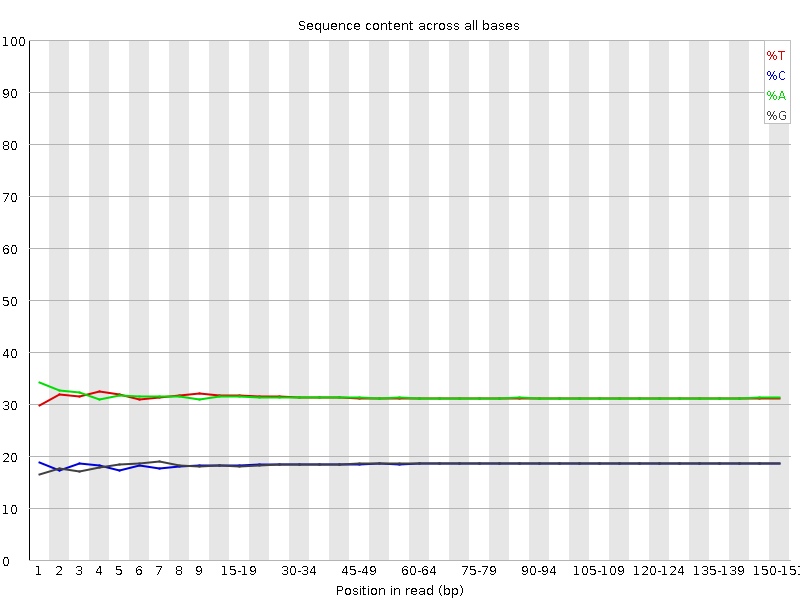 Sequence content across all bases
100
90
80
70
60
50
40
30
20
10
0
%T
%C
%A
%G
1 2 3 4 5 6 7 8 9 15-19 30-34 45-49 60-64 75-79 90-94 105-109 120-124 135-139 150-151
Position in read (bp)